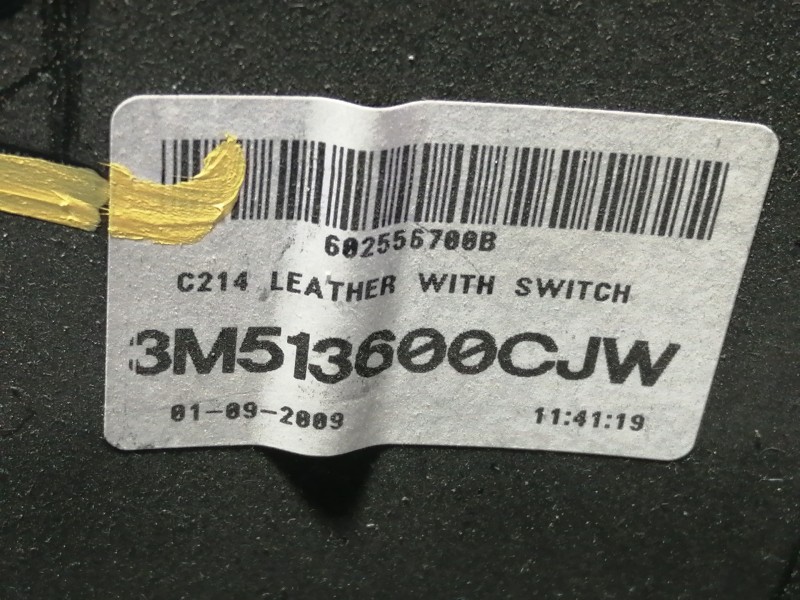 602556700B
C214 LEATHER WITH SWITCH
3M513600CJW
01-09-2009
11:41:19